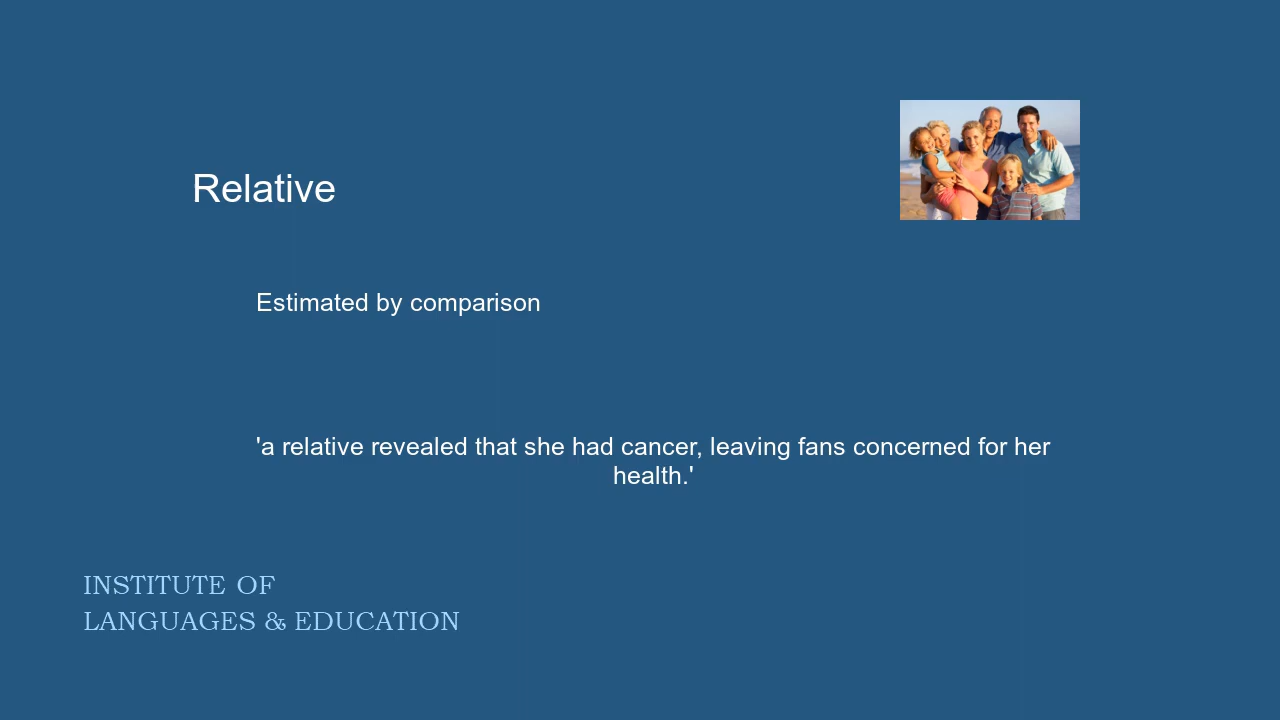 Relative
Estimated by comparison
'a relative revealed that she had cancer, leaving fans concerned for her
health.'
INSTITUTE OF
LANGUAGES & EDUCATION